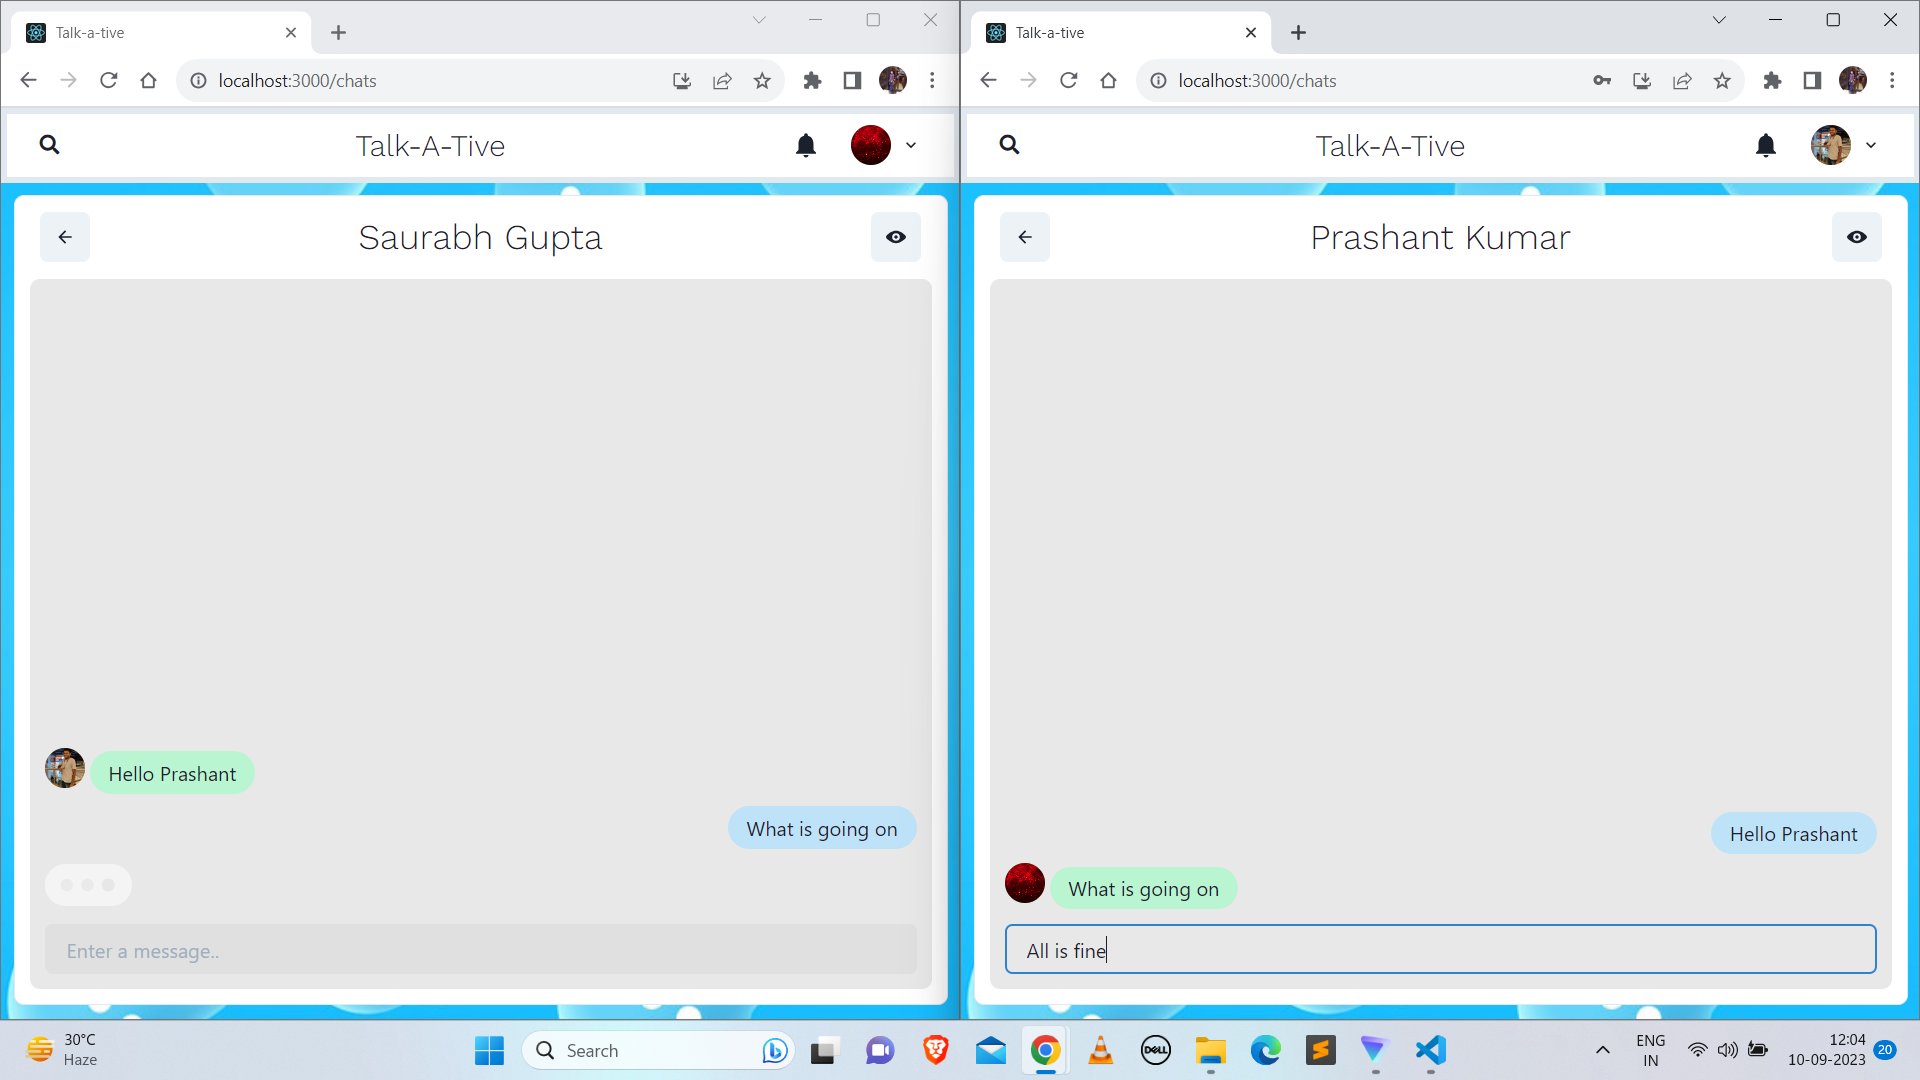 Talk-a-tive
localhost:3000/chats
Talk-A-Tive
Saurabh Gupta
Hello Prashant
What is going on
Enter a message..
Talk-a-tive
localhost:3000/chats
Talk-A-Tive
Prashant Kumar
Hello Prashant
What is going on
All is fine
30°C
Haze
Search
DELL
ENG
IN
12:04
10-09-2023
20